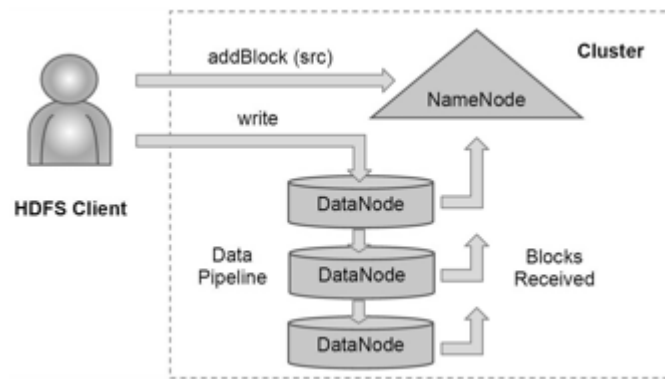 addBlock (src)
Cluster
NameNode
write
HDFS Client
DataNode
Data
Pipeline
DataNode
Blocks
Received
DataNode